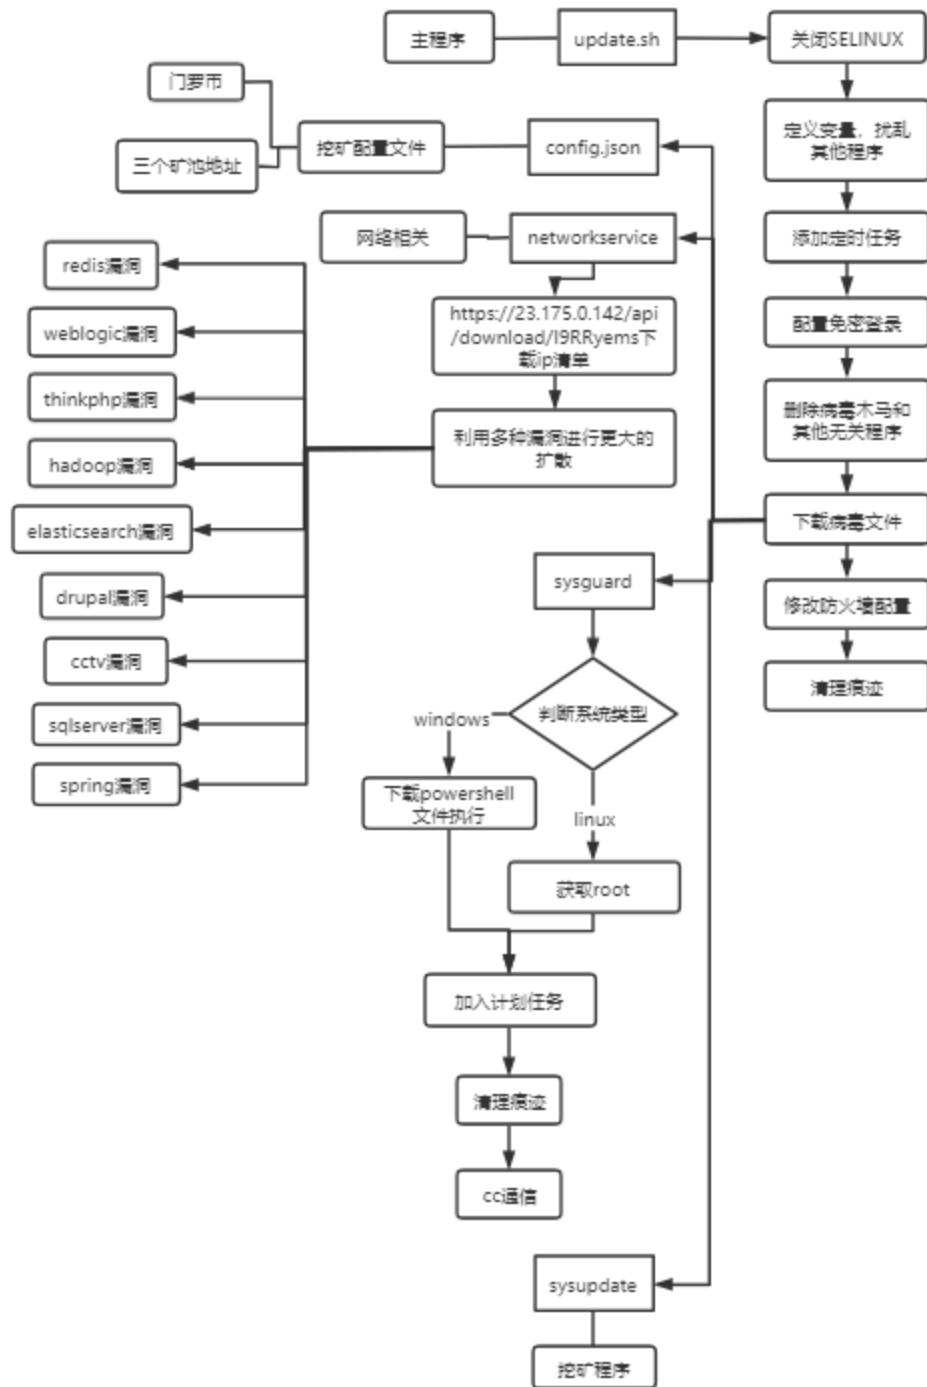 主程序
update.sh
关闭SELINUX
门罗币
三个矿池地址
挖矿配置文件
config.json
定义变量，扰乱
其他程序
网络相关
networkservice
添加定时任务
redis漏洞
weblogic漏洞
thinkphp漏洞
hadoop漏洞
elasticsearch漏洞
drupal漏洞
cctv漏洞
sqlserver漏洞
spring漏洞
https://23.175.0.142/api
/download/I9RRyems下
载ip清单
利用多种漏洞进行更大的
扩散
配置免密登录
删除病毒木马和
其他无关程序
下载病毒文件
修改防火墙配置
清理痕迹
sysguard
判断系统类型
windows
下载powershell
文件执行
linux
获取root
加入计划任务
清理痕迹
cc通信
sysupdate
挖矿程序